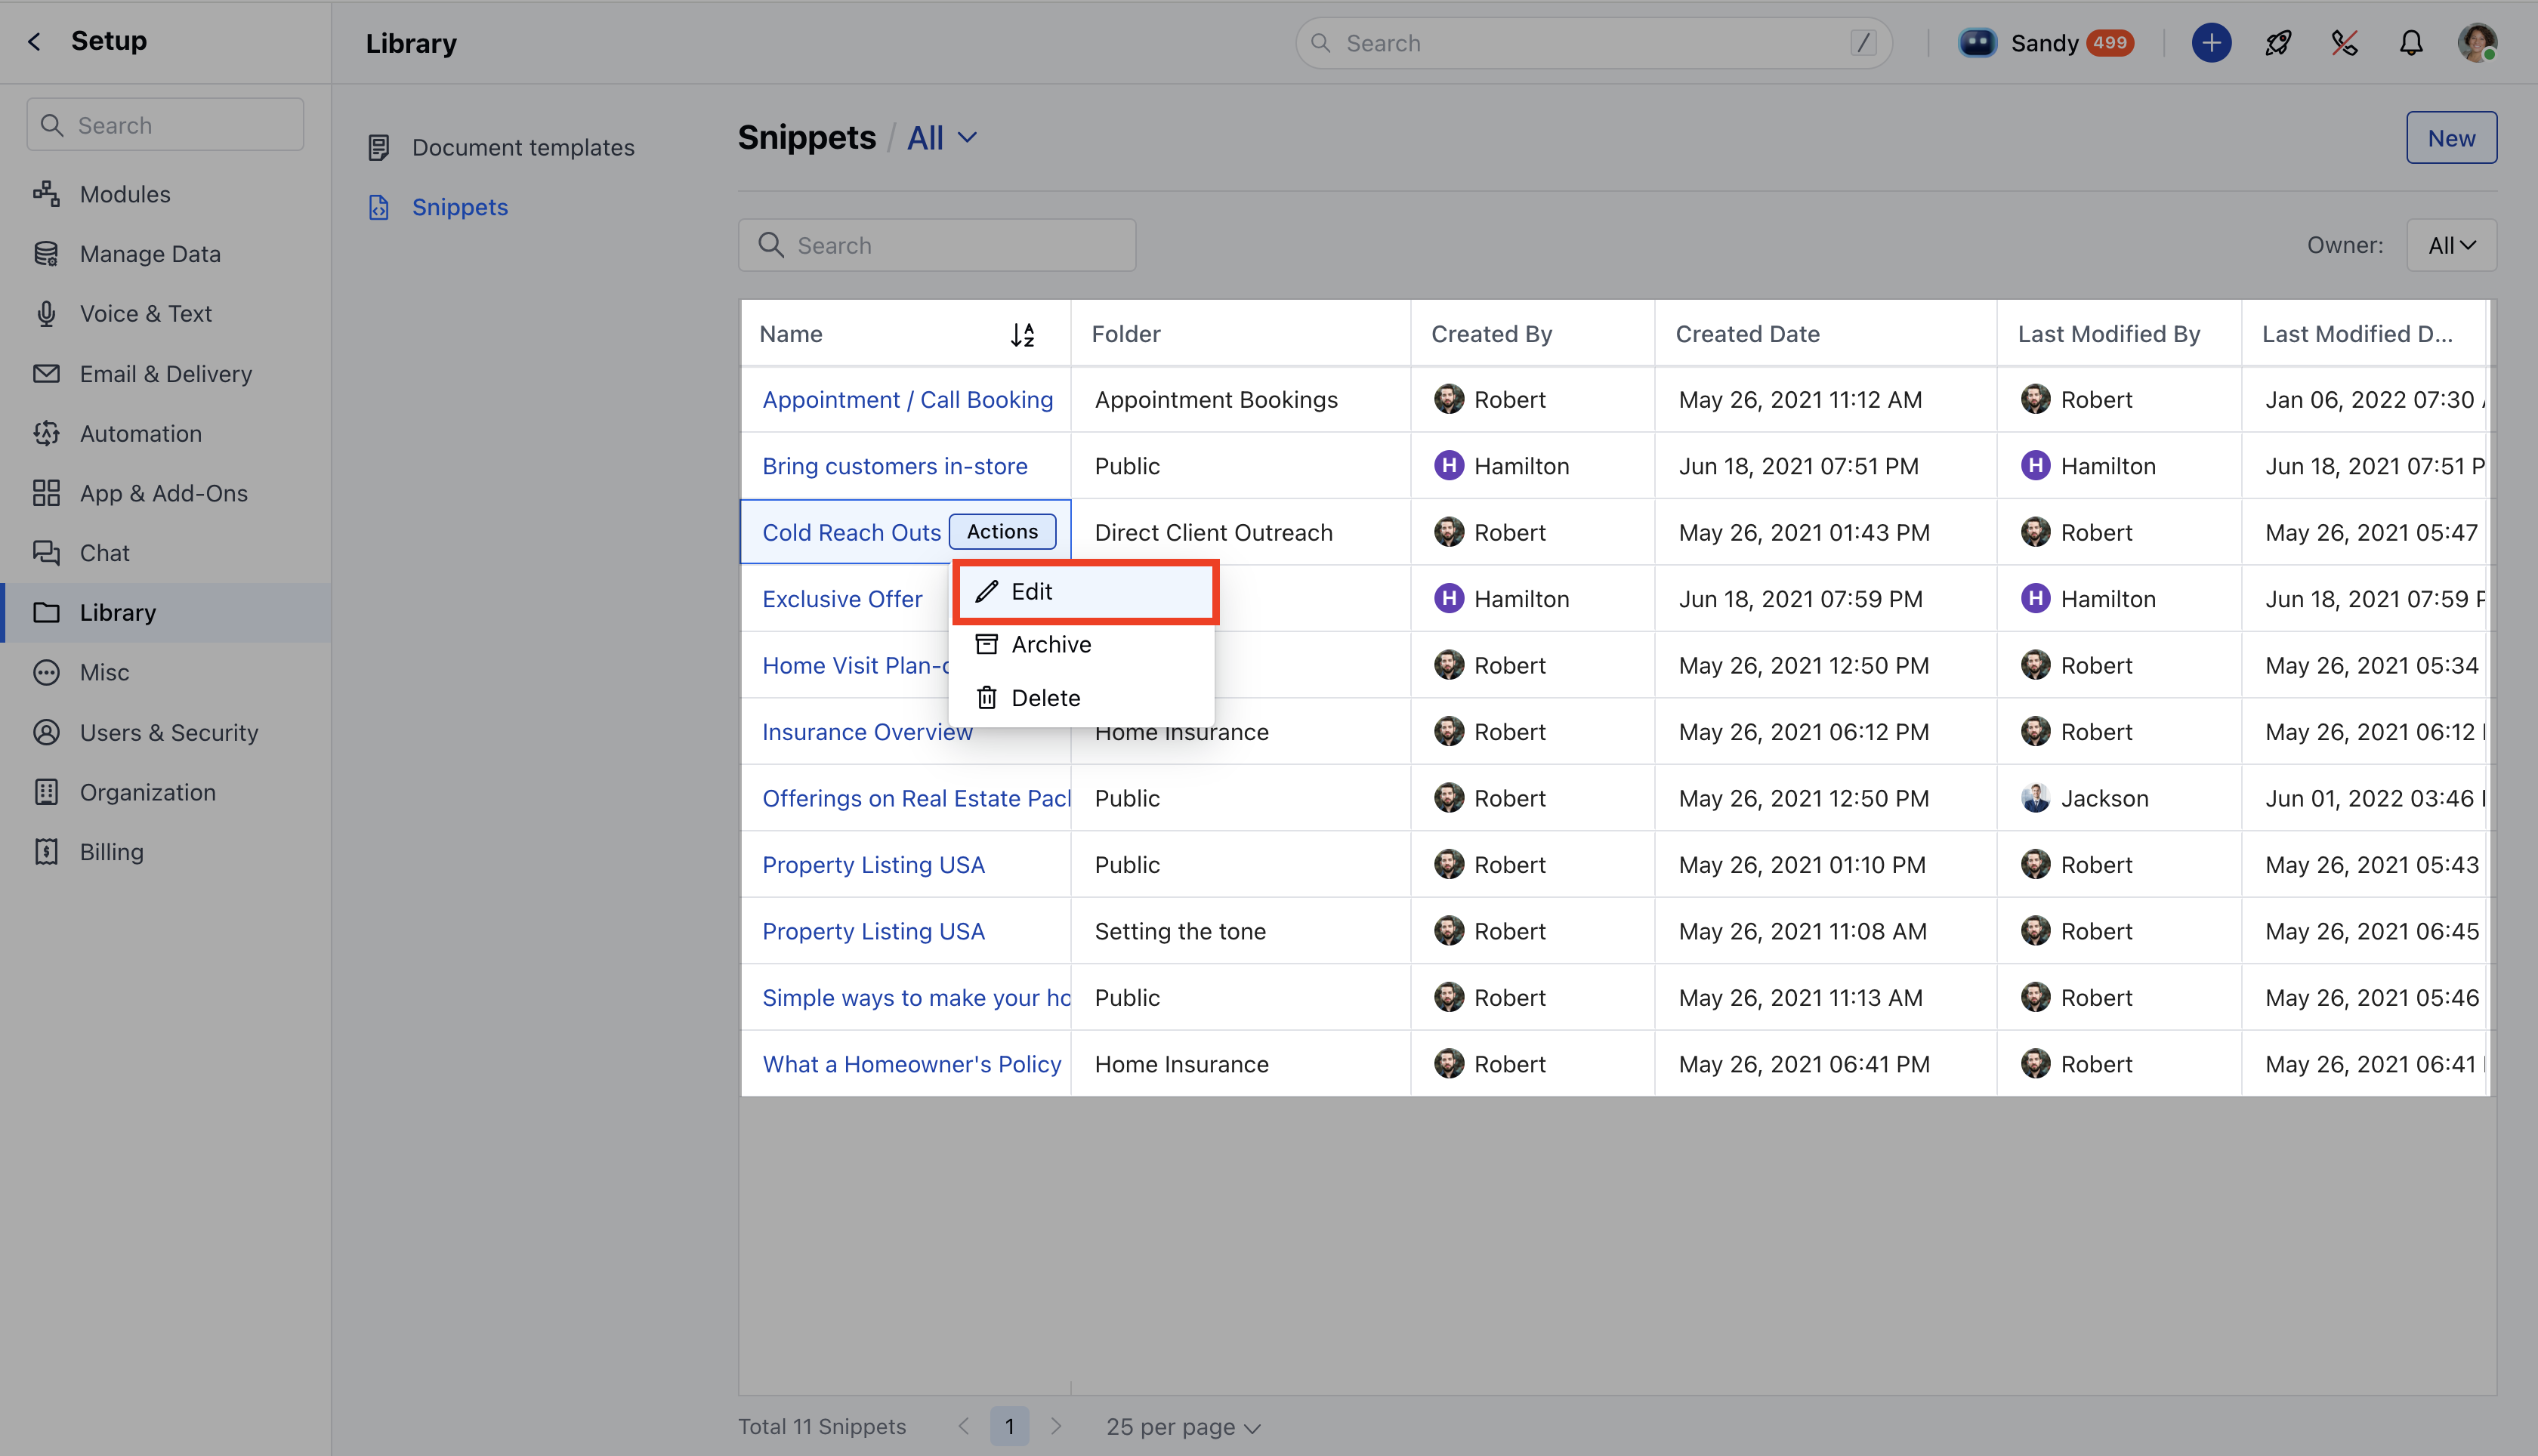 Setup
Library
Search
/
Sandy 499
Search
Modules
Manage Data
Voice & Text
Email & Delivery
Automation
App & Add-Ons
Chat
Library
Misc
Users & Security
Organization
Billing
Document templates
Snippets
Snippets / All
New
Search
Owner: All
Name Folder Created By Created Date Last Modified By Last Modified D...
Appointment / Call Booking Appointment Bookings Robert May 26, 2021 11:12 AM Robert Jan 06, 2022 07:30
Bring customers in-store Public H Hamilton Jun 18, 2021 07:51 PM H Hamilton Jun 18, 2021 07:51 P
Cold Reach Outs Actions Direct Client Outreach Robert May 26, 2021 01:43 PM Robert May 26, 2021 05:47
Exclusive Offer H Hamilton Jun 18, 2021 07:59 PM H Hamilton Jun 18, 2021 07:59 P
Edit
Archive
Delete
Home Visit Plan- Robert May 26, 2021 12:50 PM Robert May 26, 2021 05:34
Insurance Overview Home Insurance Robert May 26, 2021 06:12 PM Robert May 26, 2021 06:12
Offerings on Real Estate Pac Public Robert May 26, 2021 12:50 PM Jackson Jun 01, 2022 03:46
Property Listing USA Public Robert May 26, 2021 01:10 PM Robert May 26, 2021 05:43
Property Listing USA Setting the tone Robert May 26, 2021 11:08 AM Robert May 26, 2021 06:45
Simple ways to make your ho Public Robert May 26, 2021 11:13 AM Robert May 26, 2021 05:46
What a Homeowner's Policy Home Insurance Robert May 26, 2021 06:41 PM Robert May 26, 2021 06:41
Total 11 Snippets 1 25 per page